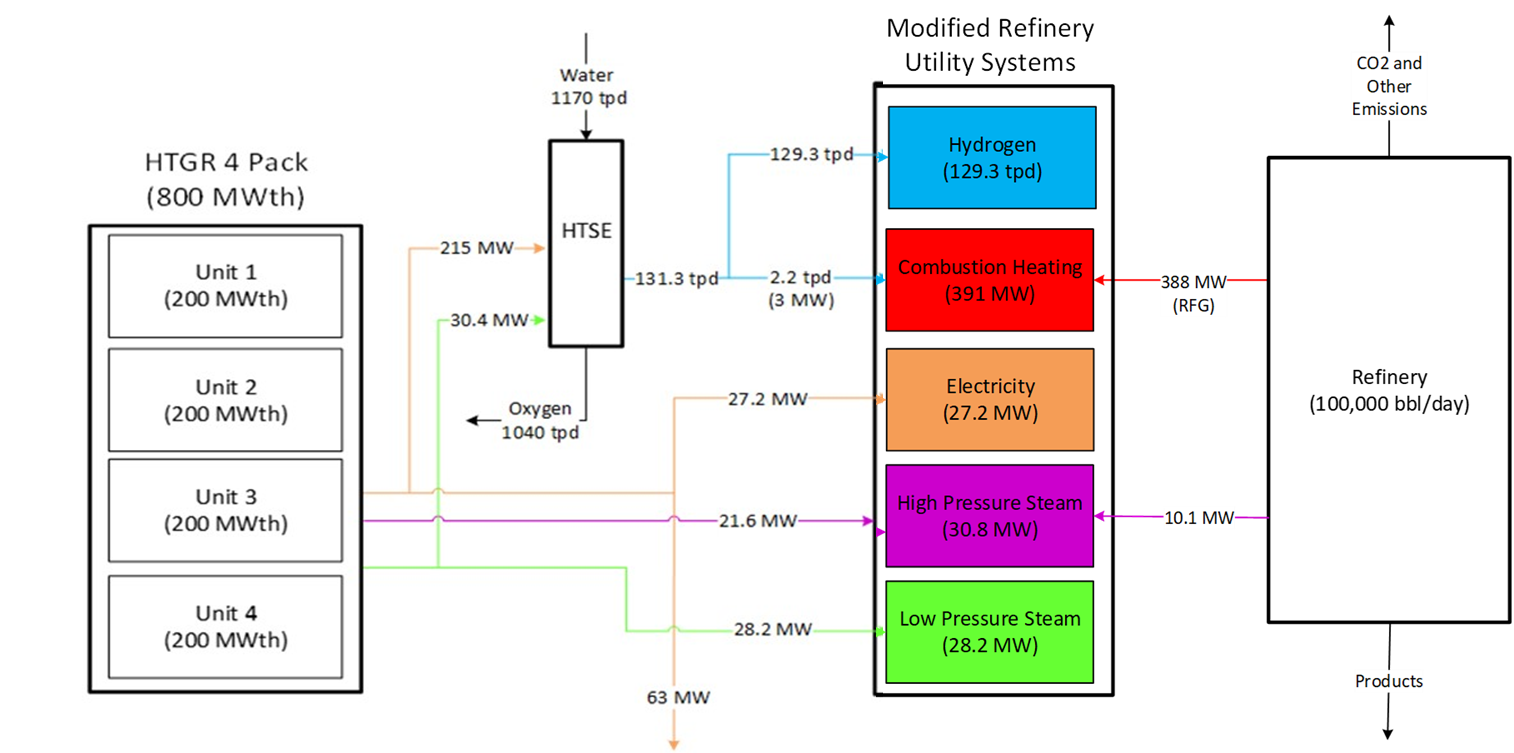 HTGR 4 Pack
(800 MWth)
Unit 1
(200 MWth)
Unit 2
(200 MWth)
Unit 3
(200 MWth)
Unit 4
(200 MWth)
Water
1170 tpd
HTSE
215 MW
30.4 MW
Oxygen
1040 tpd
131.3 tpd
129.3 tpd
2.2 tpd
(3 MW)
27.2 MW
21.6 MW
28.2 MW
63 MW
Modified Refinery
Utility Systems
Hydrogen
(129.3 tpd)
Combustion Heating
(391 MW)
Electricity
(27.2 MW)
High Pressure Steam
(30.8 MW)
Low Pressure Steam
(28.2 MW)
388 MW
(RFG)
10.1 MW
CO2 and
Other
Emissions
Refinery
(100,000 bbl/day)
Products